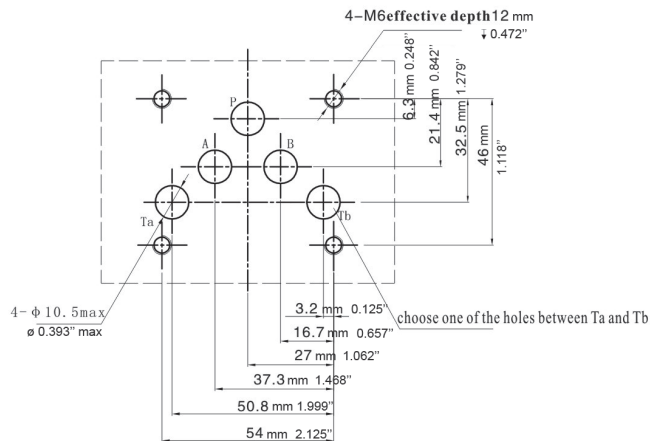 4-M6effective depth12 mm
↧ 0.472"
6.3 mm 0.248"
21.4 mm 0.842"
32.5 mm 1.279"
46 mm
1.118"
P
A
B
Ta
Tb
4-ϕ10.5max
ø 0.393" max
3.2 mm 0.125"
choose one of the holes between Ta and Tb
16.7 mm 0.657"
27 mm 1.062"
37.3 mm 1.468"
50.8 mm 1.999"
54 mm 2.125"